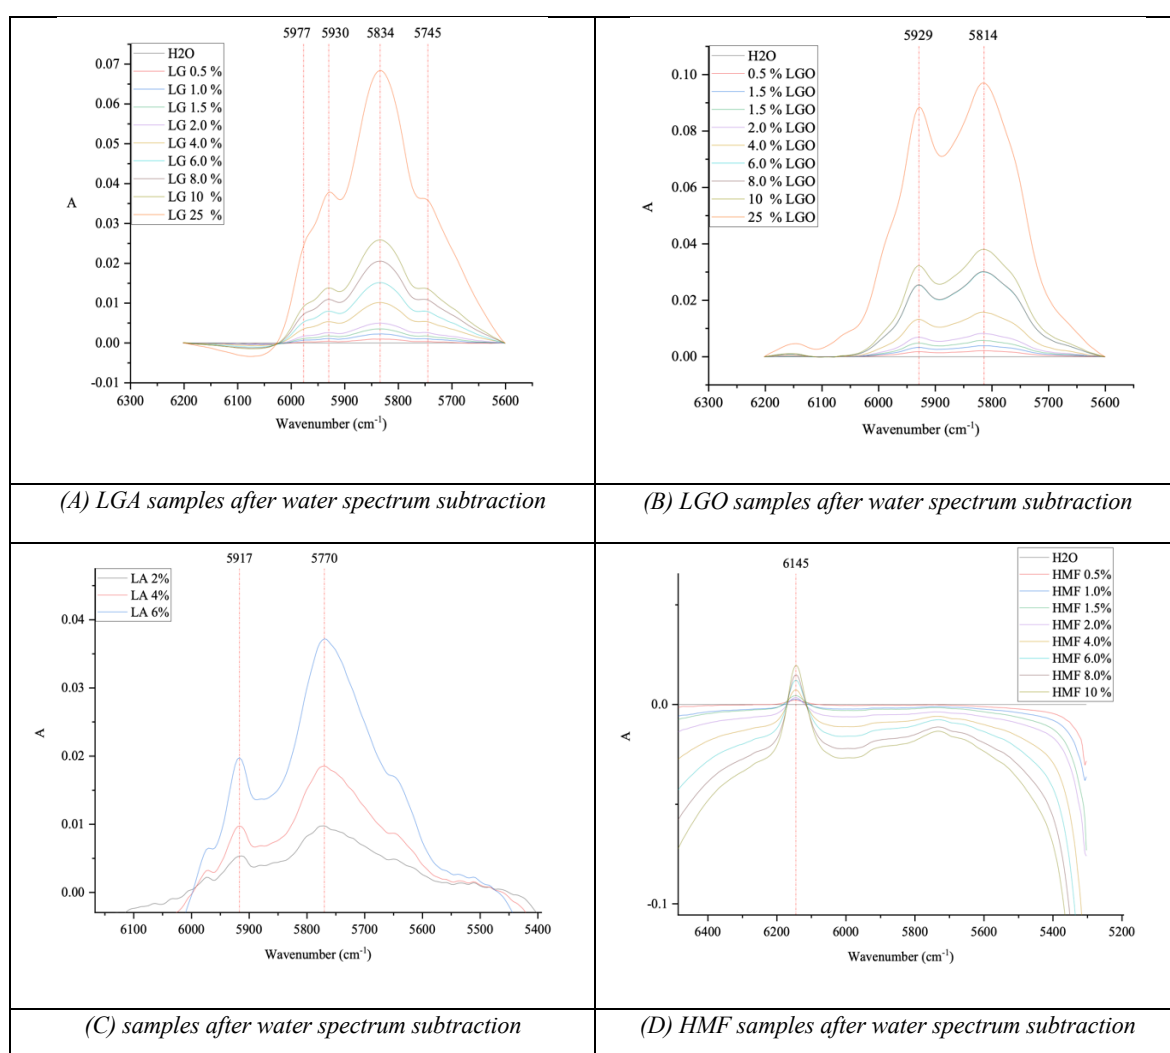 5977 5930 5834 5745
H2O
LG 0.5 %
LG 1.0 %
LG 1.5 %
LG 2.0 %
LG 4.0 %
LG 6.0 %
LG 8.0 %
LG 10 %
LG 25 %
0.07
0.06
0.05
0.04
0.03
0.02
0.01
0.00
-0.01
A
6300 6200 6100 6000 5900 5800 5700 5600
Wavenumber (cm-1)
(A) LGA samples after water spectrum subtraction
5929 5814
H2O
0.5 % LGO
1.5 % LGO
1.5 % LGO
2.0 % LGO
4.0 % LGO
6.0 % LGO
8.0 % LGO
10 % LGO
25 % LGO
0.10
0.08
0.06
0.04
0.02
0.00
A
6300 6200 6100 6000 5900 5800 5700 5600
Wavenumber (cm-1)
(B) LGO samples after water spectrum subtraction
5917 5770
LA 2%
LA 4%
LA 6%
0.04
0.03
0.02
0.01
0.00
A
6100 6000 5900 5800 5700 5600 5500 5400
Wavenumber (cm-1)
(C) samples after water spectrum subtraction
6145
H2O
HMF 0.5%
HMF 1.0%
HMF 1.5%
HMF 2.0%
HMF 4.0%
HMF 6.0%
HMF 8.0%
HMF 10 %
0.0
-0.1
A
6400 6200 6000 5800 5600 5400 5200
Wavenumber (cm-1)
(D) HMF samples after water spectrum subtraction